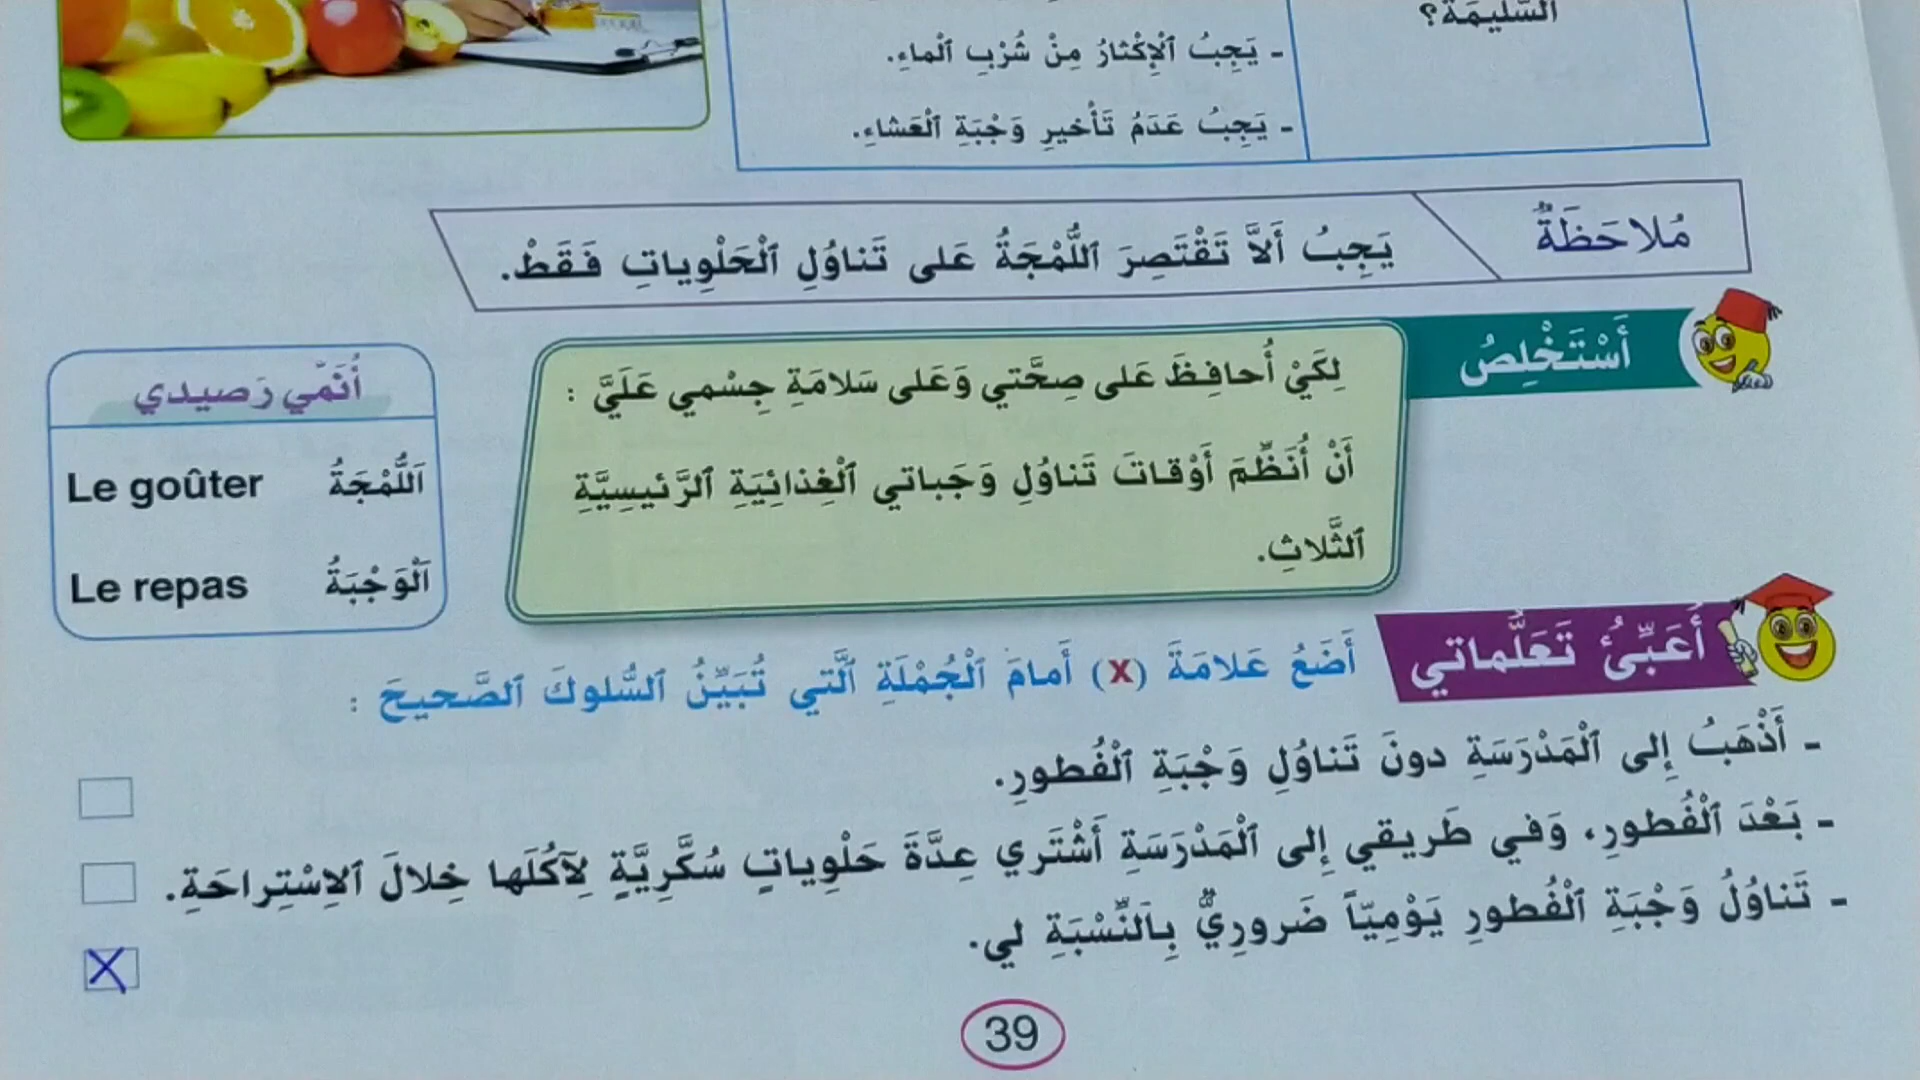 السَّليمَةُ؟
- يَجِبُ ٱلْإِكْثارُ مِنْ شُرْبِ ٱلْماءِ.
- يَجِبُ عَدَمُ تَأْخيرِ وَجْبَةِ ٱلْعَشاءِ.
مُلاحَظَةٌ
يَجِبُ أَلاَّ تَقْتَصِرَ ٱللُّمْجَةُ عَلى تَناوُلِ ٱلْحَلْوِياتِ فَقَطْ.
أَسْتَخْلِصُ
لِكَيْ أُحافِظَ عَلى صِحَّتي وَعَلى سَلامَةِ جِسْمي عَلَيَّ :
أَنْ أُنَظِّمَ أَوْقاتَ تَناوُلِ وَجَباتي ٱلْغِذائِيَةِ ٱلرَّئيسِيَّةِ
ٱلثَّلاثِ.
أُنَمّي رَصيدي
اَللُّمْجَةُ Le goûter
اَلْوَجْبَةُ Le repas
أُعَبِّئُ تَعَلُّماتي
أَضَعُ عَلامَةَ (X) أَمامَ ٱلْجُمْلَةِ ٱلَّتي تُبَيِّنُ ٱلسُّلوكَ ٱلصَّحيحَ :
- أَذْهَبُ إِلى ٱلْمَدْرَسَةِ دونَ تَناوُلِ وَجْبَةِ ٱلْفُطورِ.
- بَعْدَ ٱلْفُطورِ، وَفي طَريقي إِلى ٱلْمَدْرَسَةِ أَشْتَري عِدَّةَ حَلْوِياتٍ سُكَّرِيَّةٍ لِآكُلَها خِلالَ ٱلِاسْتِراحَةِ.
- تَناوُلُ وَجْبَةِ ٱلْفُطورِ يَوْمِيّاً ضَرورِيٌّ بِالنِّسْبَةِ لي. X
39